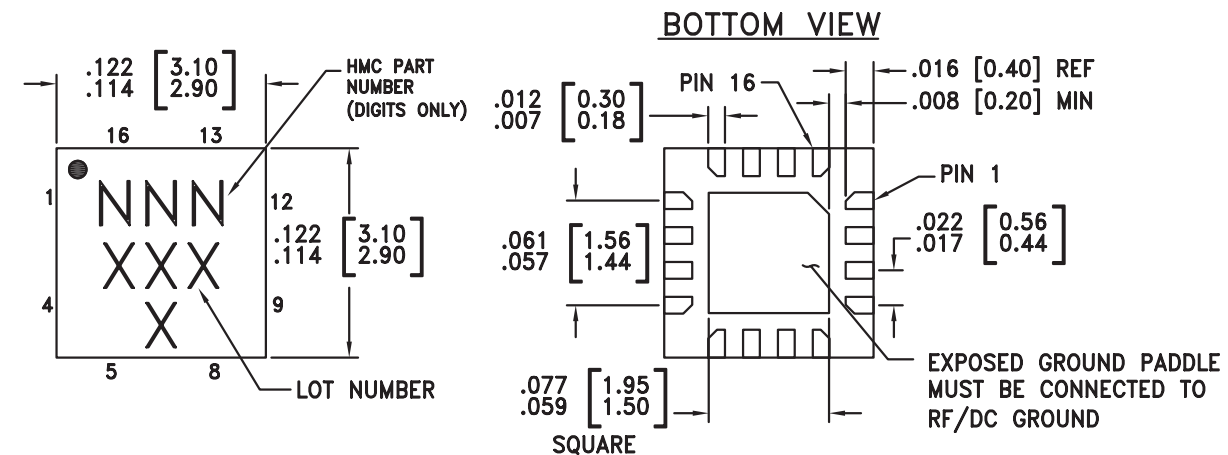 BOTTOM VIEW
.122 [3.10]
.114 [2.90]
HMC PART
NUMBER
(DIGITS ONLY)
16 13
1
12
4
9
5 8
NNN
XXX
X
.122 [3.10]
.114 [2.90]
LOT NUMBER
PIN 16
.012 [0.30]
.007 [0.18]
.016 [0.40] REF
.008 [0.20] MIN
PIN 1
.061 [1.56]
.057 [1.44]
.022 [0.56]
.017 [0.44]
.077 [1.95]
.059 [1.50]
SQUARE
EXPOSED GROUND PADDLE
MUST BE CONNECTED TO
RF/DC GROUND